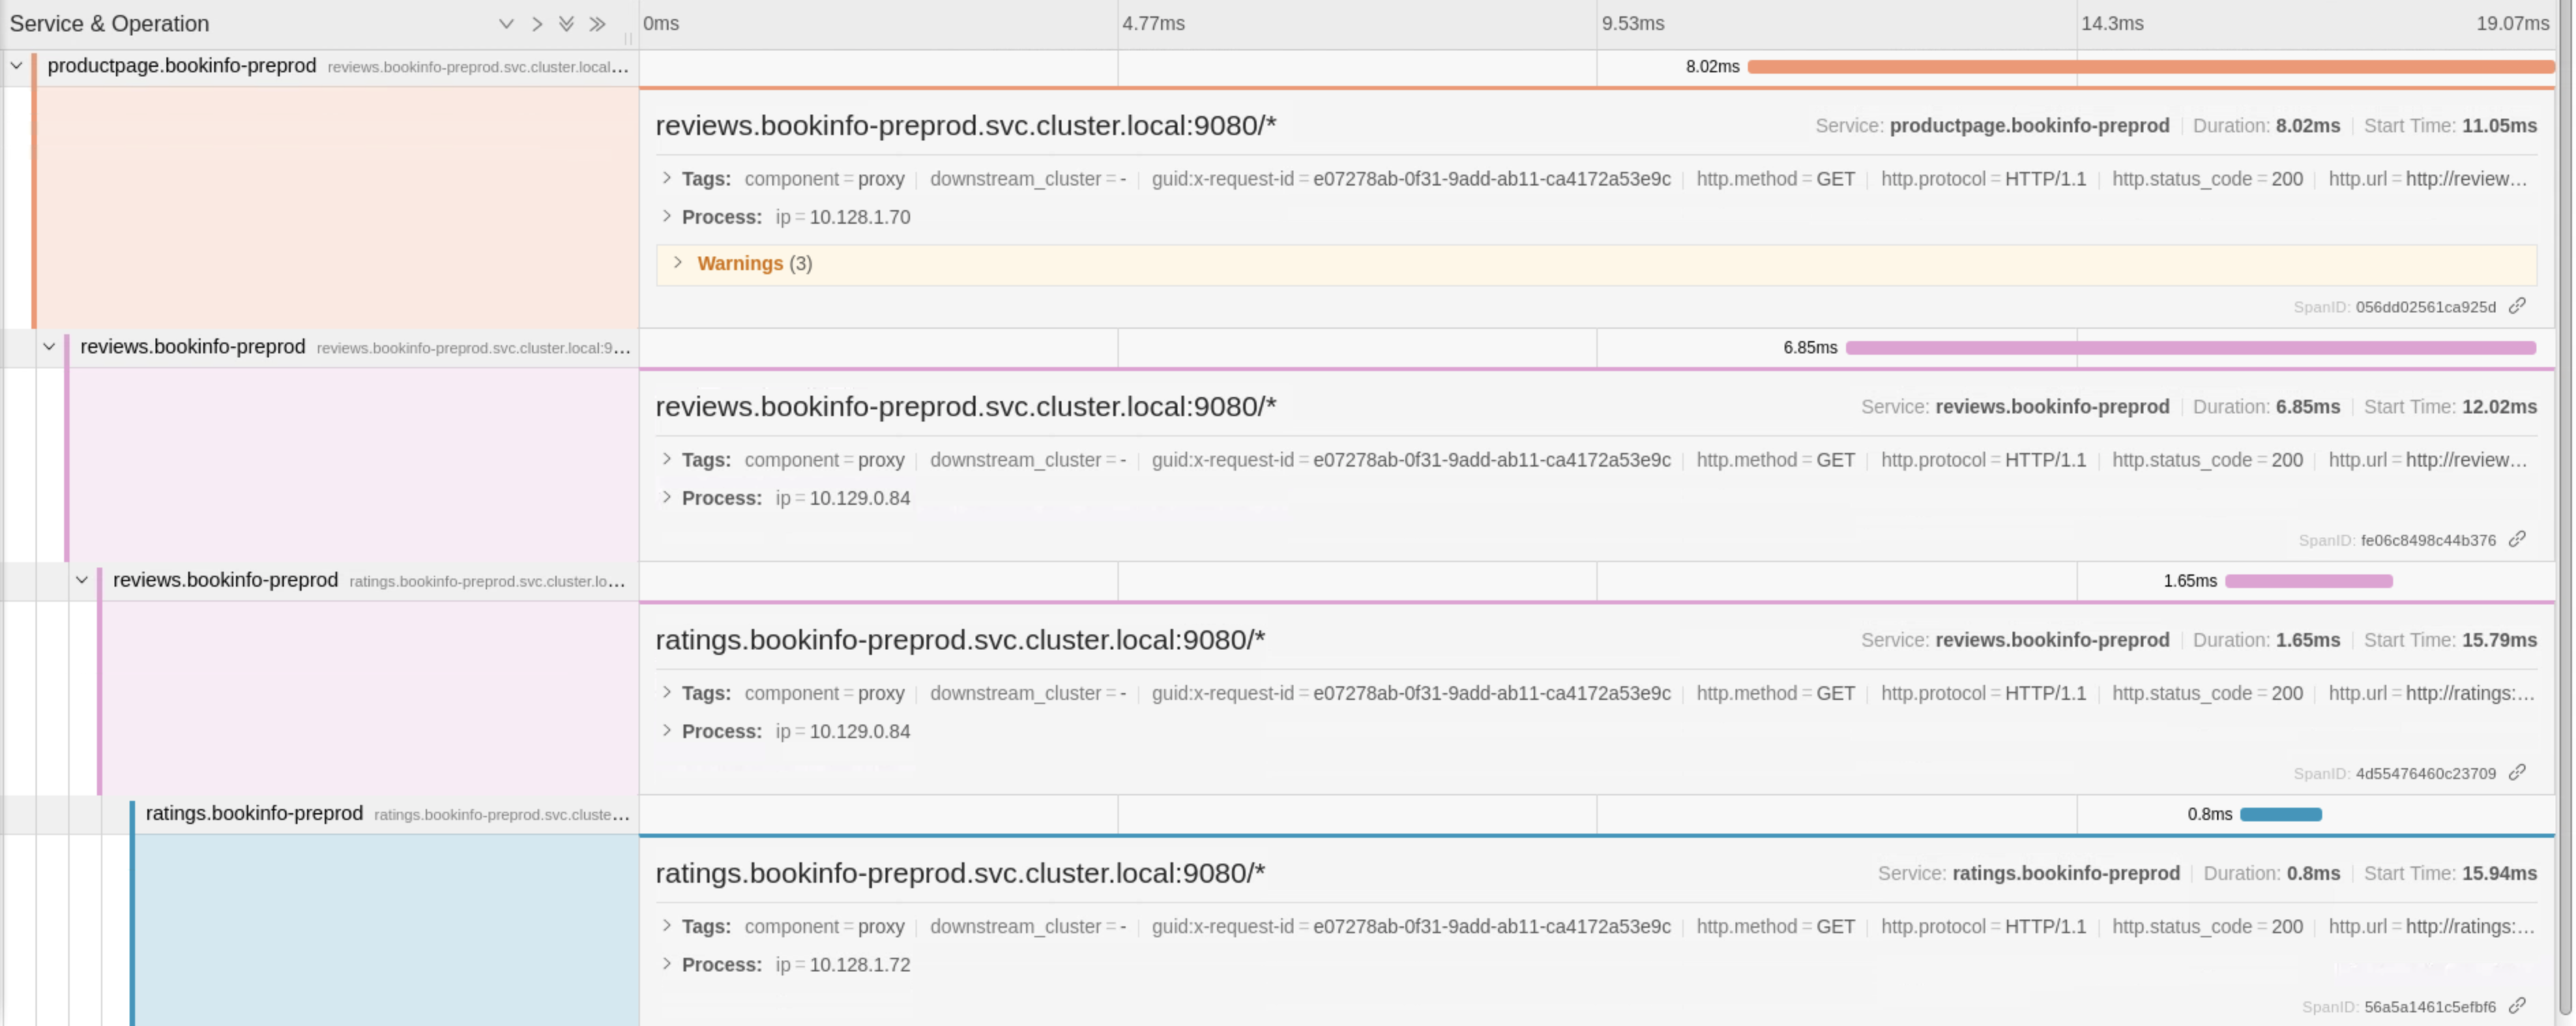 Service & Operation 0ms 4.77ms 9.53ms 14.3ms 19.07ms
productpage.bookinfo-preprod reviews.bookinfo-preprod.svc.cluster.local... 8.02ms
reviews.bookinfo-preprod.svc.cluster.local:9080/* Service: productpage.bookinfo-preprod | Duration: 8.02ms | Start Time: 11.05ms
Tags: component = proxy | downstream_cluster = - | guid:x-request-id = e07278ab-0f31-9add-ab11-ca4172a53e9c | http.method = GET | http.protocol = HTTP/1.1 | http.status_code = 200 | http.url = http://review...
Process: ip = 10.128.1.70
Warnings (3)
SpanID: 056dd02561ca925d
reviews.bookinfo-preprod reviews.bookinfo-preprod.svc.cluster.local:9... 6.85ms
reviews.bookinfo-preprod.svc.cluster.local:9080/* Service: reviews.bookinfo-preprod | Duration: 6.85ms | Start Time: 12.02ms
Tags: component = proxy | downstream_cluster = - | guid:x-request-id = e07278ab-0f31-9add-ab11-ca4172a53e9c | http.method = GET | http.protocol = HTTP/1.1 | http.status_code = 200 | http.url = http://review...
Process: ip = 10.129.0.84
SpanID: fe06c8498c44b376
reviews.bookinfo-preprod ratings.bookinfo-preprod.svc.cluster.lo... 1.65ms
ratings.bookinfo-preprod.svc.cluster.local:9080/* Service: reviews.bookinfo-preprod | Duration: 1.65ms | Start Time: 15.79ms
Tags: component = proxy | downstream_cluster = - | guid:x-request-id = e07278ab-0f31-9add-ab11-ca4172a53e9c | http.method = GET | http.protocol = HTTP/1.1 | http.status_code = 200 | http.url = http://ratings:...
Process: ip = 10.129.0.84
SpanID: 4d55476460c23709
ratings.bookinfo-preprod ratings.bookinfo-preprod.svc.cluste... 0.8ms
ratings.bookinfo-preprod.svc.cluster.local:9080/* Service: ratings.bookinfo-preprod | Duration: 0.8ms | Start Time: 15.94ms
Tags: component = proxy | downstream_cluster = - | guid:x-request-id = e07278ab-0f31-9add-ab11-ca4172a53e9c | http.method = GET | http.protocol = HTTP/1.1 | http.status_code = 200 | http.url = http://ratings:...
Process: ip = 10.128.1.72
SpanID: 56a5a1461c5efbf6